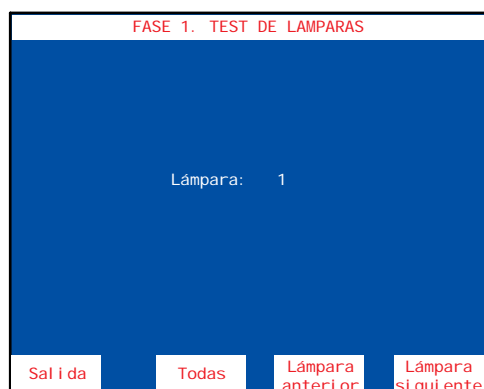 FASE 1. TEST DE LAMPARAS
Lámpara: 1
Salida
Todas
Lámpara
anterior
Lámpara
siguiente